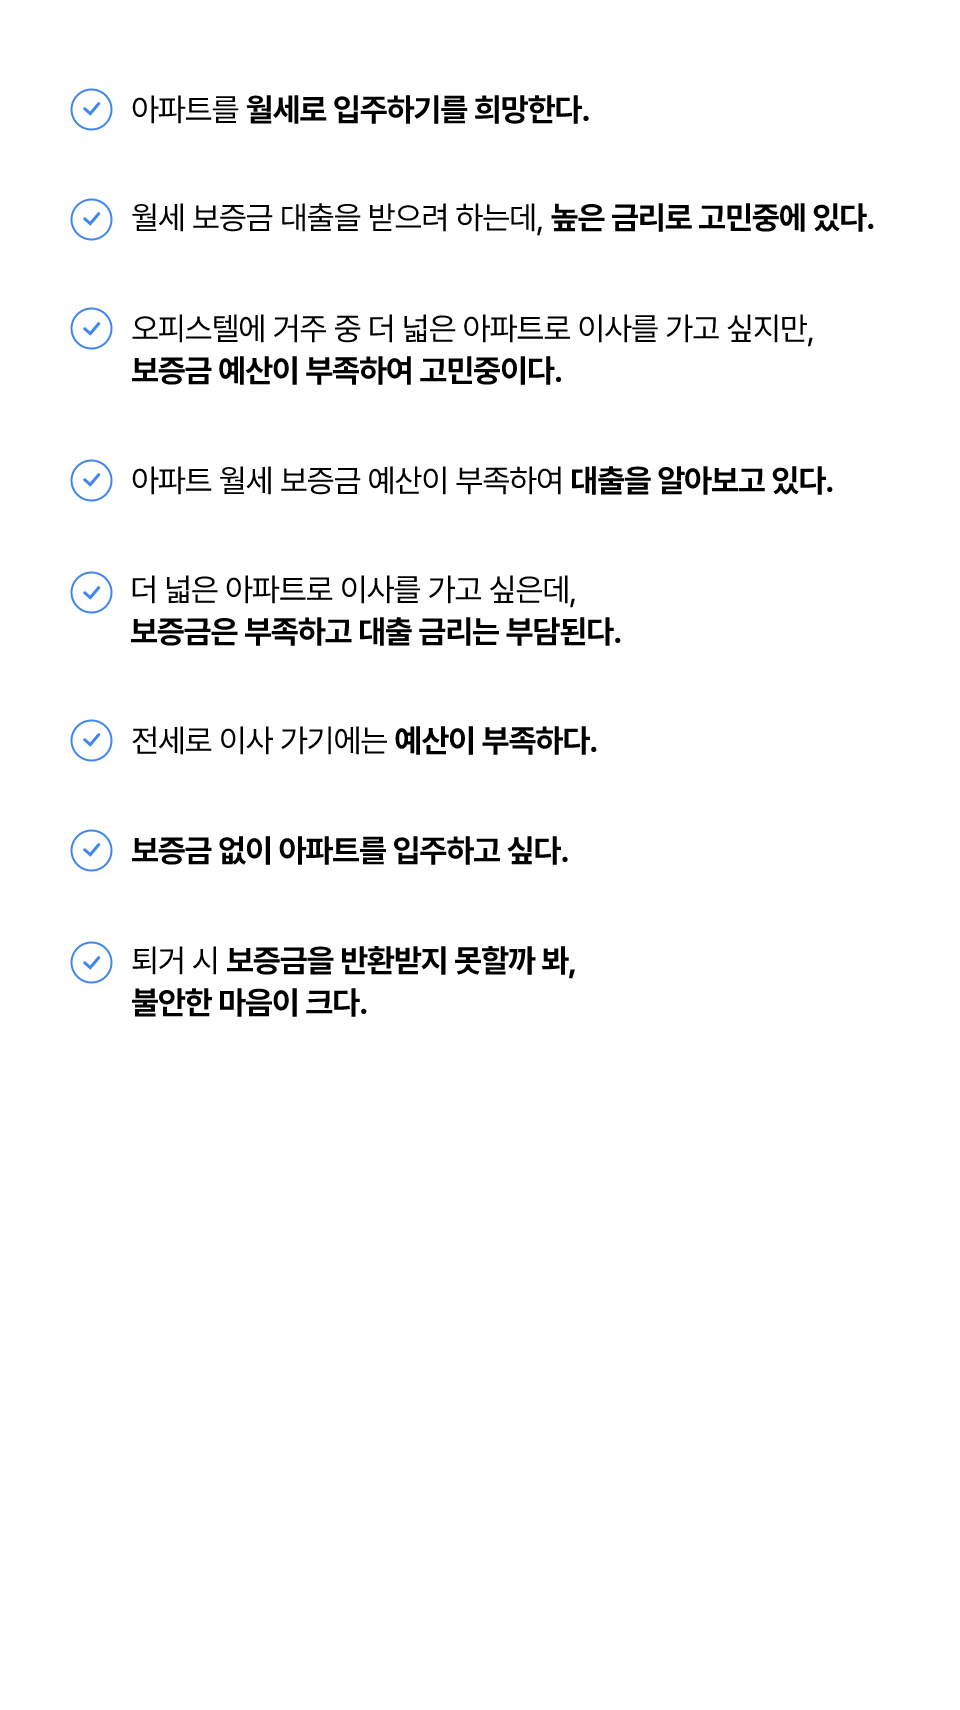 아파트를 월세로 입주하기를 희망한다.
월세 보증금 대출을 받으려 하는데, 높은 금리로 고민중에 있다.
오피스텔에 거주 중 더 넓은 아파트로 이사를 가고 싶지만,
보증금 예산이 부족하여 고민중이다.
아파트 월세 보증금 예산이 부족하여 대출을 알아보고 있다.
더 넓은 아파트로 이사를 가고 싶은데,
보증금은 부족하고 대출 금리는 부담된다.
전세로 이사 가기에는 예산이 부족하다.
보증금 없이 아파트를 입주하고 싶다.
퇴거 시 보증금을 반환받지 못할까 봐,
불안한 마음이 크다.